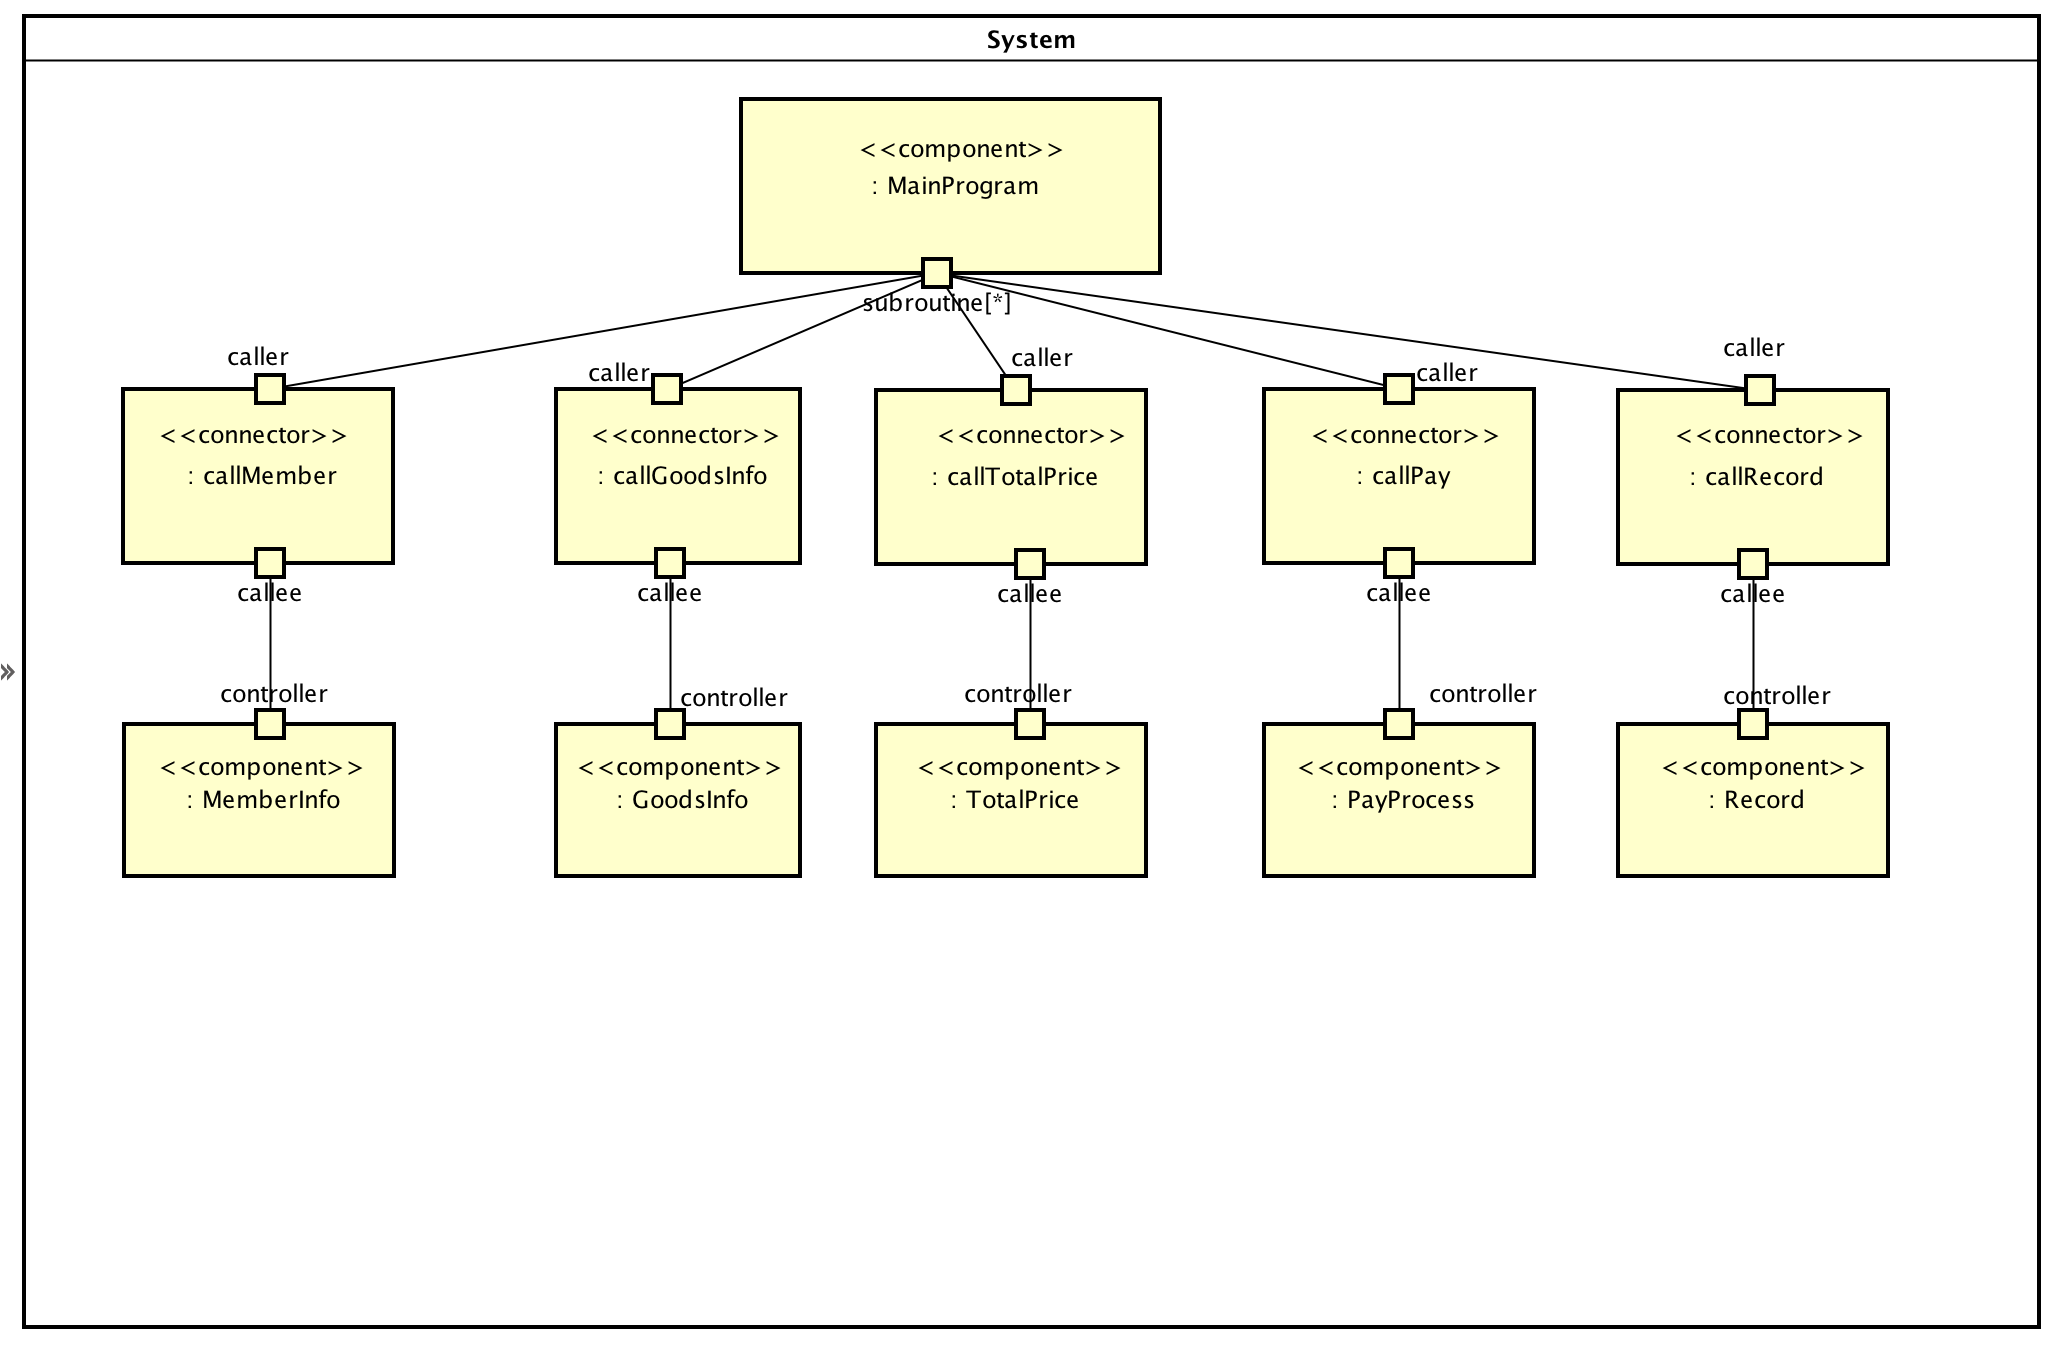 System
<<component>>
: MainProgram
subroutine[*]
caller
caller
caller
caller
caller
<<connector>>
: callMember
<<connector>>
: callGoodsInfo
<<connector>>
: callTotalPrice
<<connector>>
: callPay
<<connector>>
: callRecord
callee
callee
callee
callee
callee
controller
controller
controller
controller
controller
<<component>>
: MemberInfo
<<component>>
: GoodsInfo
<<component>>
: TotalPrice
<<component>>
: PayProcess
<<component>>
: Record